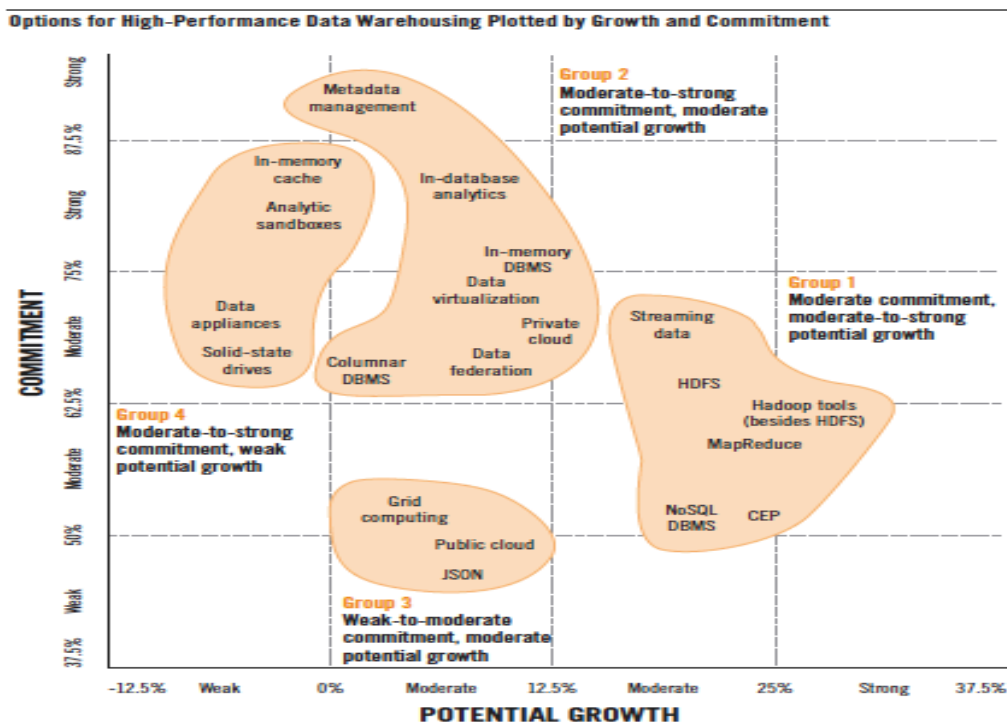 Options for High-Performance Data Warehousing Plotted by Growth and Commitment
Group 2
Moderate-to-strong
commitment, moderate
potential growth
Metadata
management
In-memory
cache
Analytic
sandboxes
In-database
analytics
In-memory
DBMS
Data
virtualization
Private
cloud
Data
federation
Columnar
DBMS
Data
appliances
Solid-state
drives
Group 1
Moderate commitment,
moderate-to-strong
potential growth
Streaming
data
HDFS
Hadoop tools
(besides HDFS)
MapReduce
NoSQL
DBMS
CEP
Group 4
Moderate-to-strong
commitment, weak
potential growth
Grid
computing
Public cloud
JSON
Group 3
Weak-to-moderate
commitment, moderate
potential growth
COMMITMENT
Strong
87.5%
Strong
75%
Moderate
62.5%
Moderate
50%
Weak
37.5%
-12.5% Weak 0% Moderate 12.5% Moderate 25% Strong 37.5%
POTENTIAL GROWTH